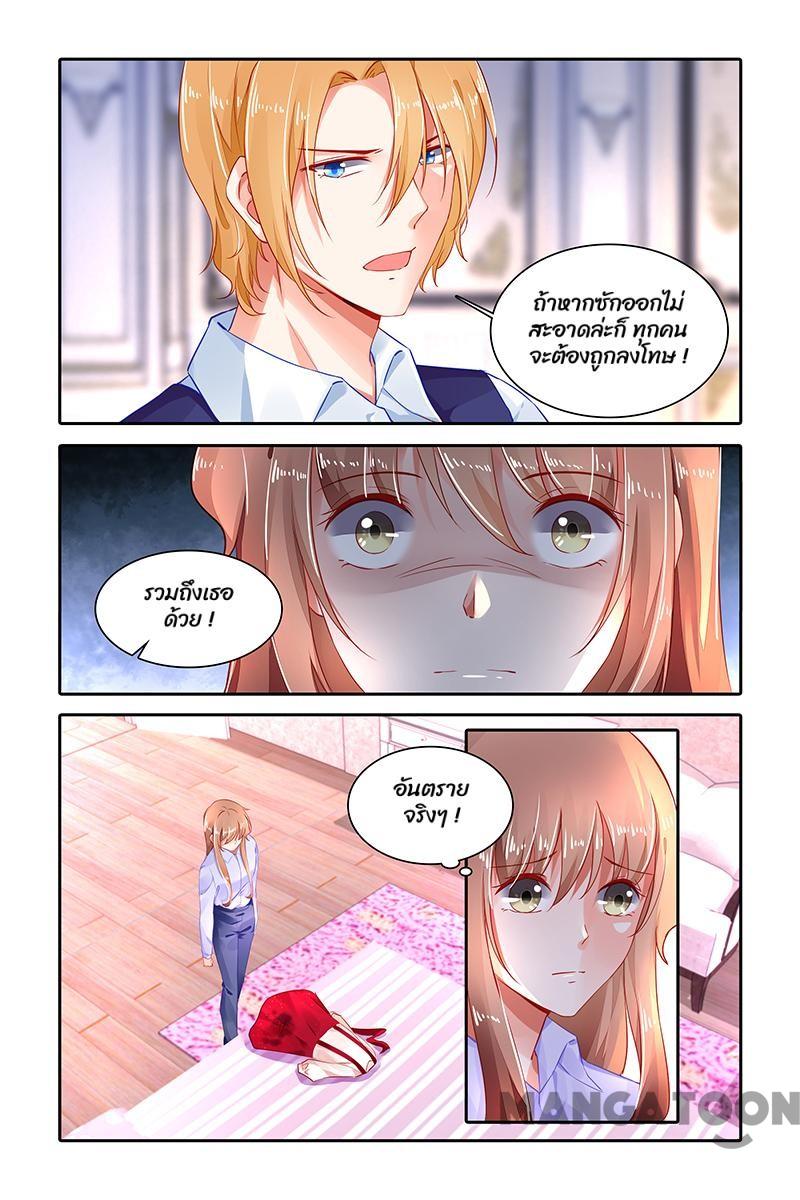 ถ้าหากซักออกไม่
สะอาดล่ะก็ ทุกคน
จะต้องถูกลงโทษ !
รวมถึงเธอ
ด้วย !
อันตราย
จริงๆ !
MANGATOON